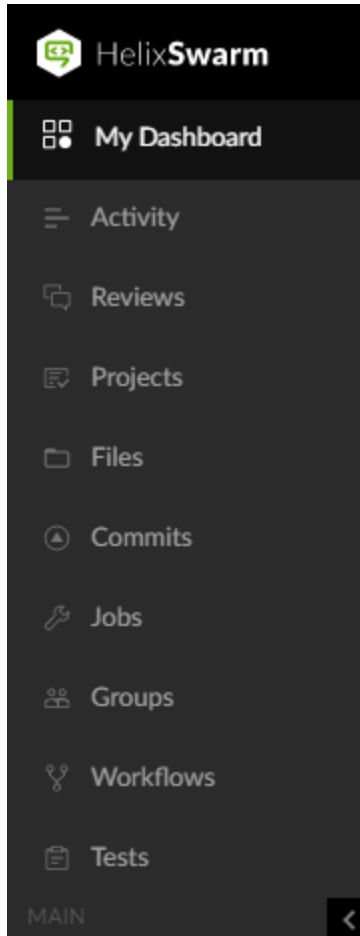 HelixSwarm
My Dashboard
Activity
Reviews
Projects
Files
Commits
Jobs
Groups
Workflows
Tests
MAIN